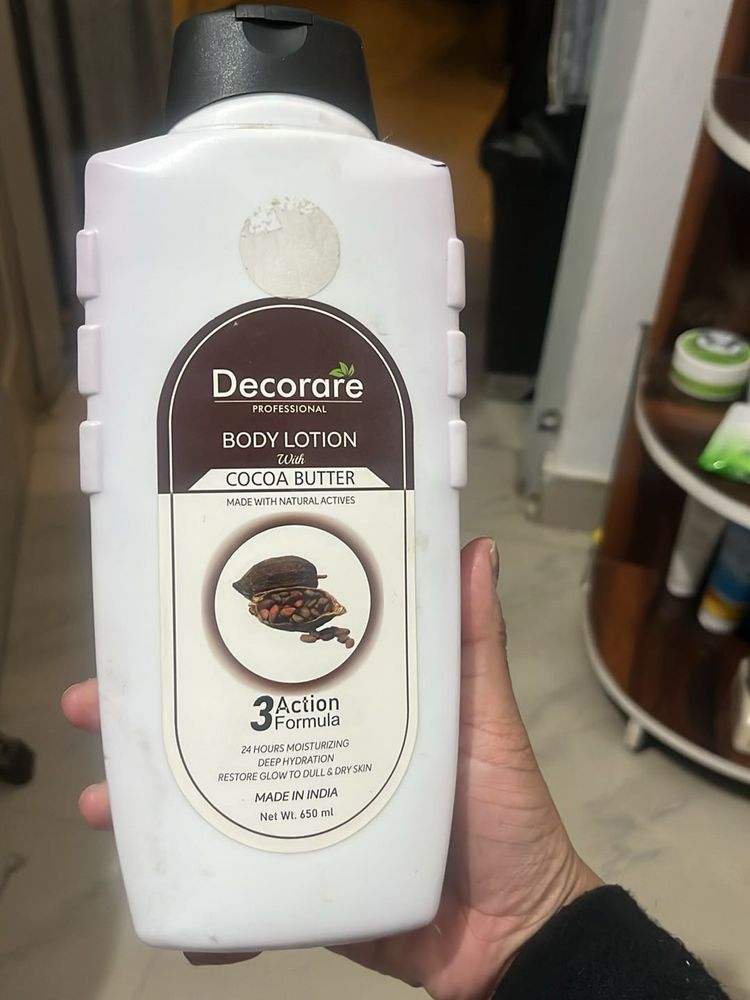 Decorare
PROFESSIONAL
BODY LOTION
With
COCOA BUTTER
MADE WITH NATURAL ACTIVES
3 Action
Formula
24 HOURS MOISTURIZING
DEEP HYDRATION
RESTORE GLOW TO DULL & DRY SKIN
MADE IN INDIA
Net Wt. 650 ml